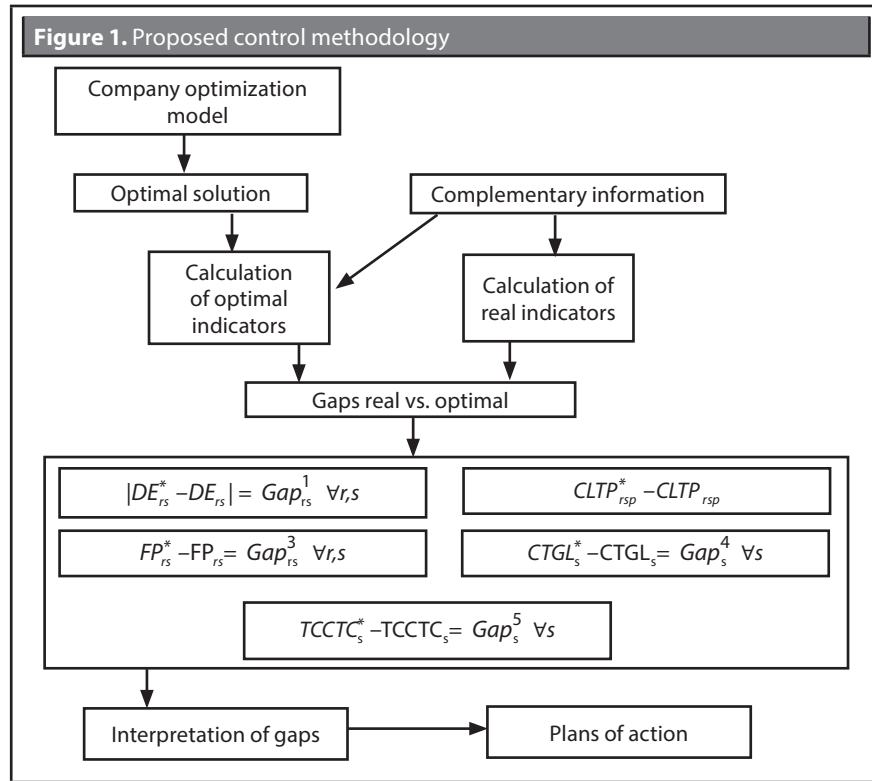 Figure 1. Proposed control methodology
Company optimization
model
Optimal solution
Complementary information
Calculation
of optimal
indicators
Calculation of
real indicators
Gaps real vs. optimal
|DE*rs –DErs| = Gap¹rs ∀r,s
CLTP*rsp –CLTP rsp
FP*rs –FPrs= Gap³rs ∀r,s
CTGL*s –CTGLs= Gap⁴s ∀s
TCCTC*s –TCCTCs= Gap⁵s ∀s
Interpretation of gaps
Plans of action